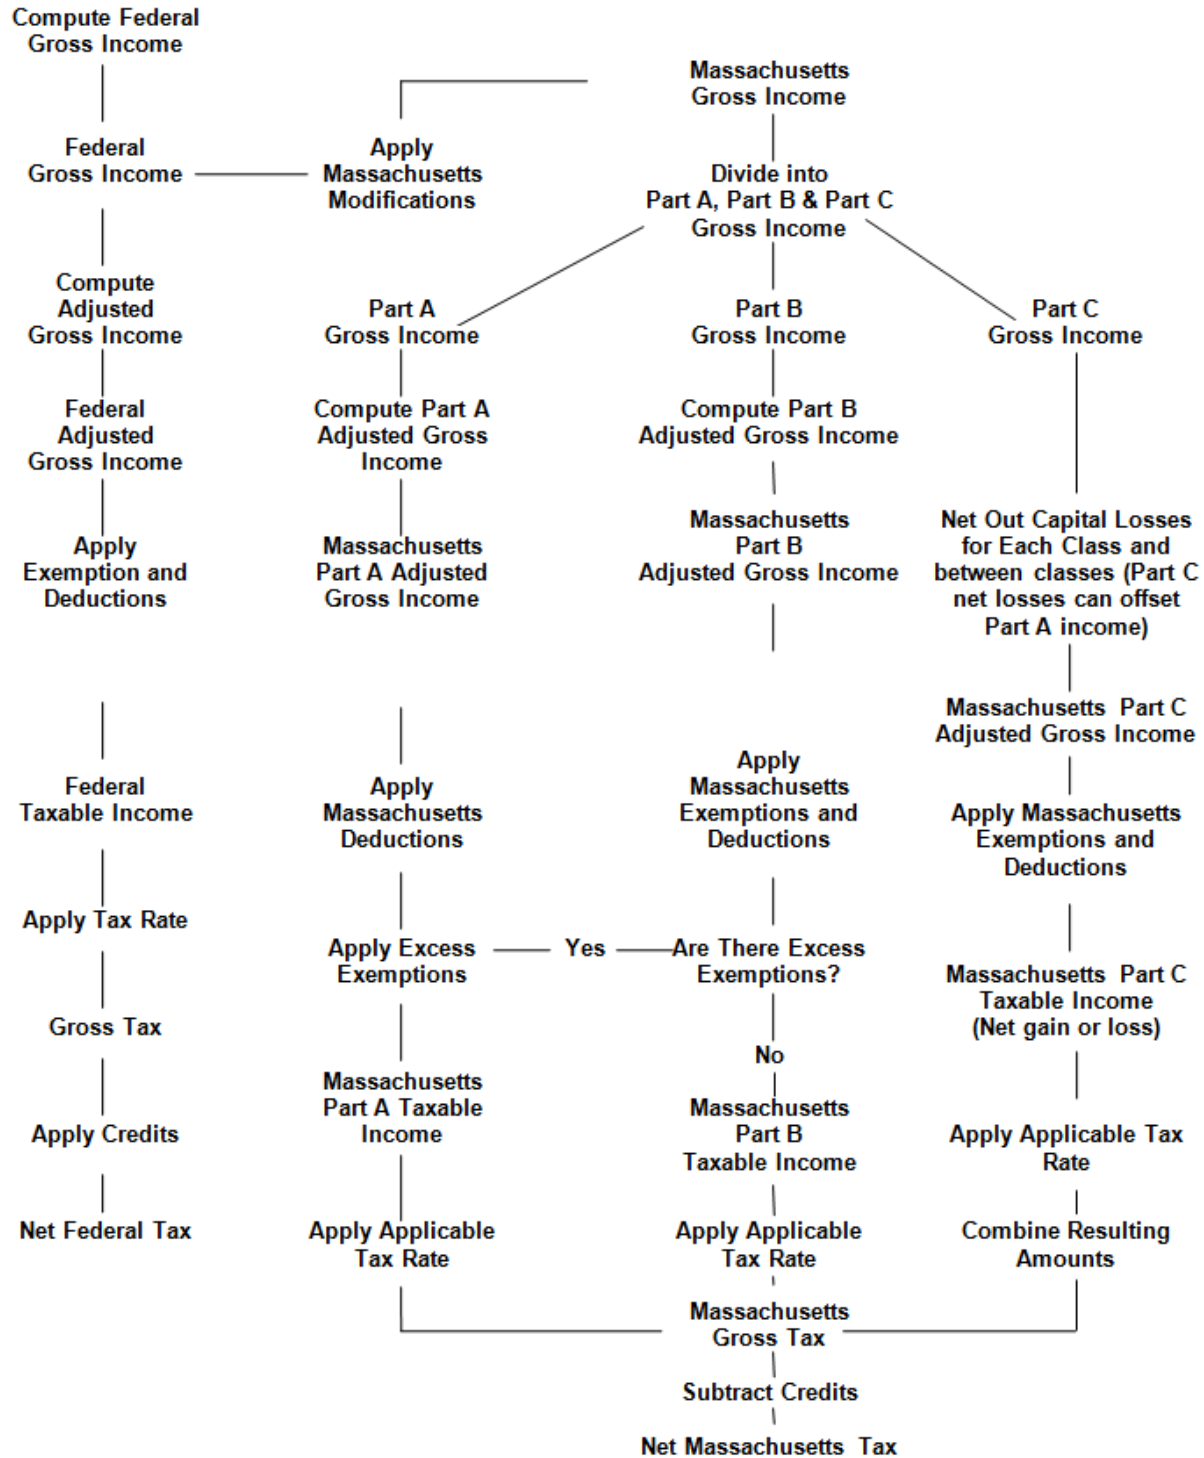 Compute Federal
Gross Income
Massachusetts
Gross Income
Federal
Gross Income
Apply
Massachusetts
Modifications
Divide into
Part A, Part B & Part C
Gross Income
Compute
Adjusted
Gross Income
Part A
Gross Income
Part B
Gross Income
Part C
Gross Income
Federal
Adjusted
Gross Income
Compute Part A
Adjusted Gross
Income
Compute Part B
Adjusted Gross Income
Apply
Exemption and
Deductions
Massachusetts
Part A Adjusted
Gross Income
Massachusetts
Part B
Adjusted Gross Income
Net Out Capital Losses
for Each Class and
between classes (Part C
net losses can offset
Part A income)
Massachusetts Part C
Adjusted Gross Income
Federal
Taxable Income
Apply
Massachusetts
Deductions
Apply
Massachusetts
Exemptions and
Deductions
Apply Massachusetts
Exemptions and
Deductions
Apply Tax Rate
Apply Excess
Exemptions
Yes
Are There Excess
Exemptions?
Massachusetts Part C
Taxable Income
(Net gain or loss)
Gross Tax
No
Massachusetts
Part A Taxable
Income
Massachusetts
Part B
Taxable Income
Apply Credits
Apply Applicable Tax
Rate
Net Federal Tax
Apply Applicable
Tax Rate
Apply Applicable
Tax Rate
Combine Resulting
Amounts
Massachusetts
Gross Tax
Subtract Credits
Net Massachusetts Tax